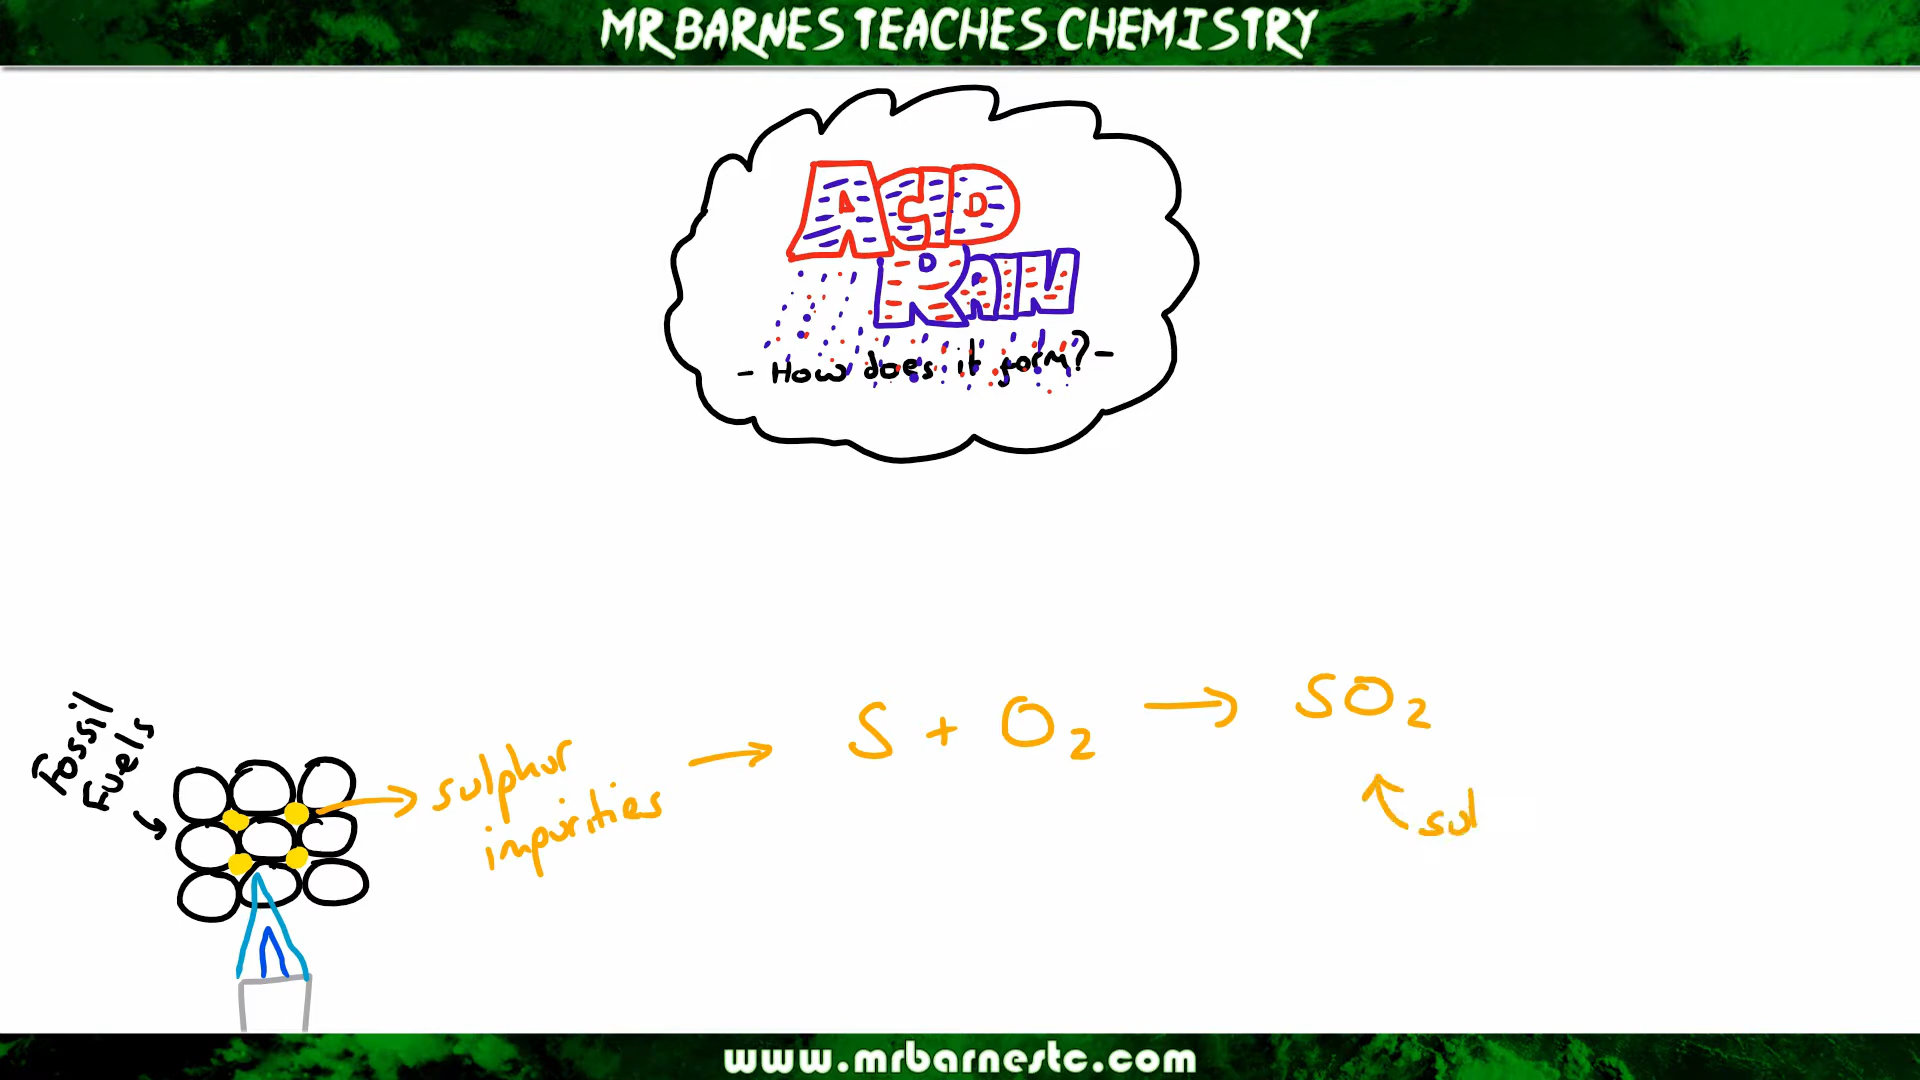 MR BARNES TEACHES CHEMISTRY
ACID
RAIN
- How does it form? -
Fossil
Fuels
sulphur
impurities
S + O₂ → SO₂
sul
www.mrbarnestc.com